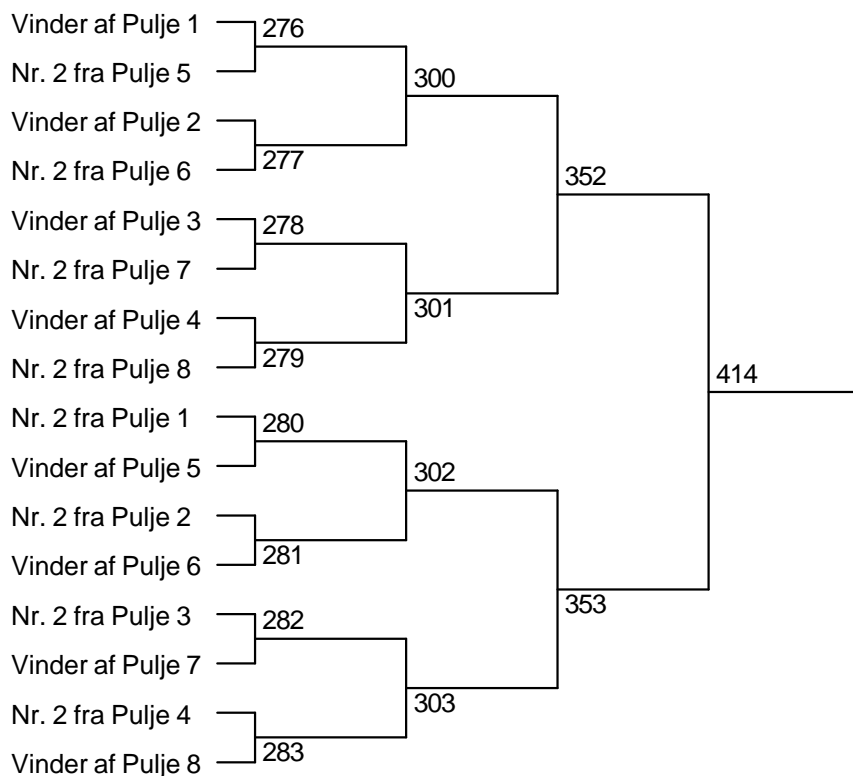 Vinder af Pulje 1
276
Nr. 2 fra Pulje 5
300
Vinder af Pulje 2
277
Nr. 2 fra Pulje 6
352
Vinder af Pulje 3
278
Nr. 2 fra Pulje 7
301
Vinder af Pulje 4
279
Nr. 2 fra Pulje 8
414
Nr. 2 fra Pulje 1
280
Vinder af Pulje 5
302
Nr. 2 fra Pulje 2
281
Vinder af Pulje 6
353
Nr. 2 fra Pulje 3
282
Vinder af Pulje 7
303
Nr. 2 fra Pulje 4
283
Vinder af Pulje 8